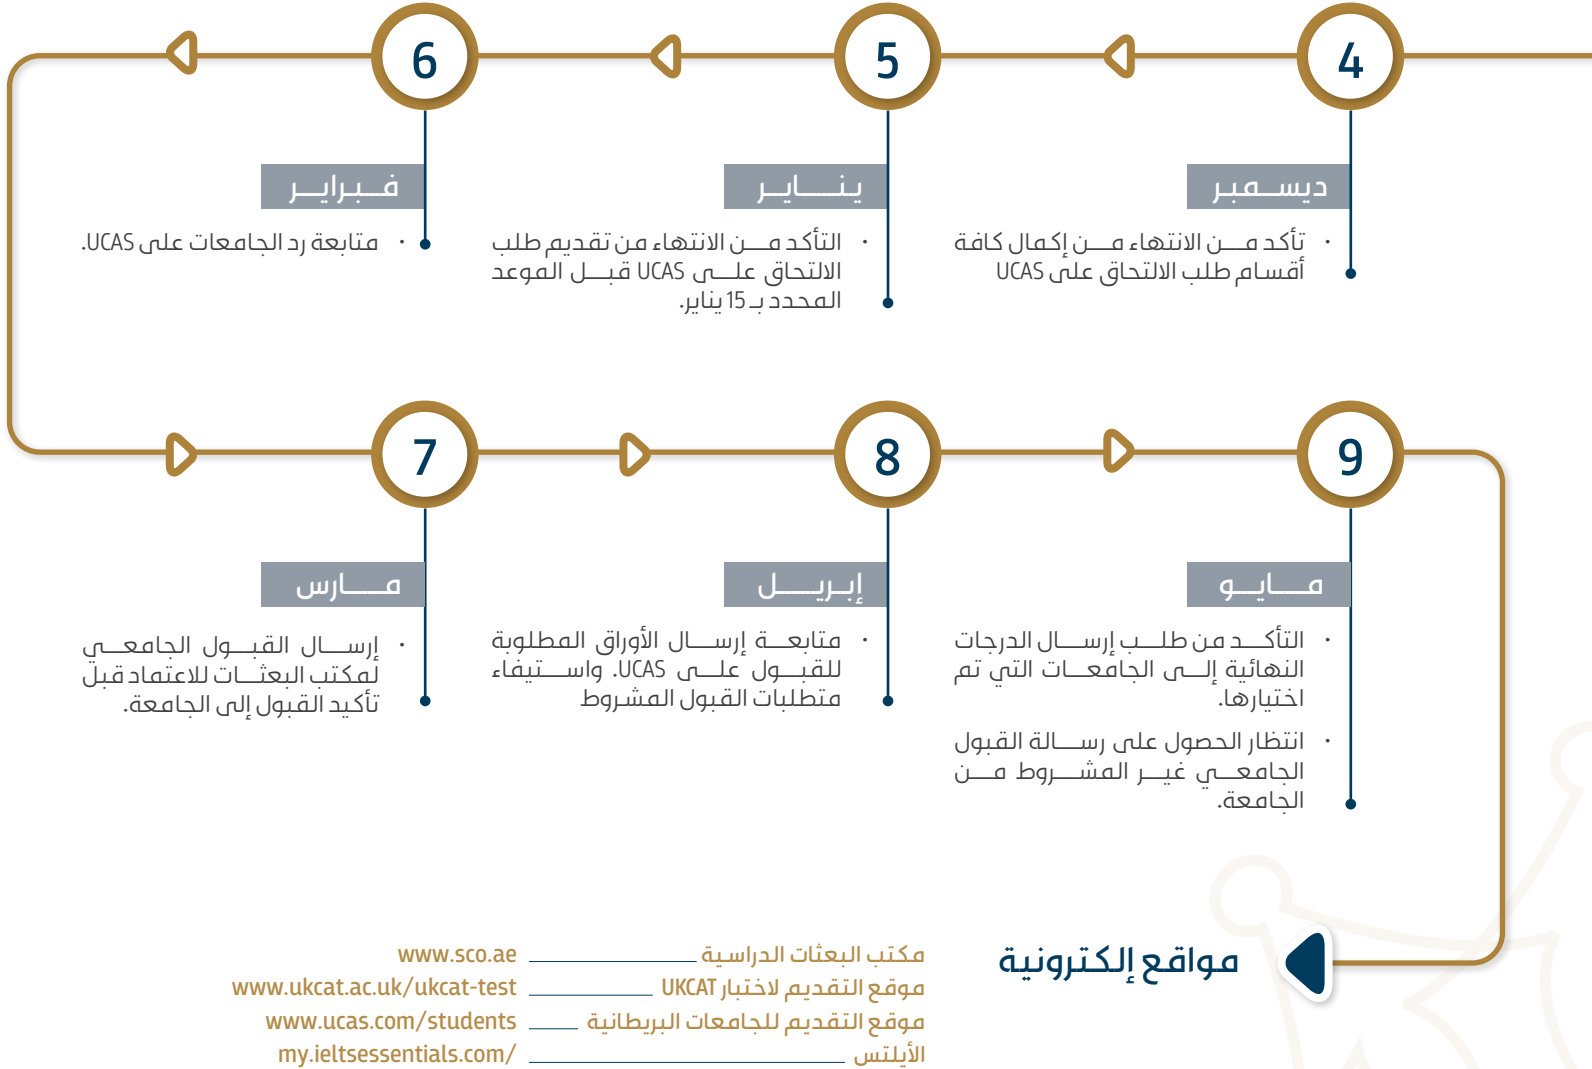 4
ديسمبر
• تأكد من الانتهاء من إكمال كافة
أقسام طلب الالتحاق على UCAS
5
يناير
• التأكد من الانتهاء من تقديم طلب
الالتحاق على UCAS قبل الموعد
المحدد بـ 15 يناير.
6
فبراير
• متابعة رد الجامعات على UCAS.
7
مارس
• إرسال القبول الجامعي
لمكتب البعثات للاعتماد قبل
تأكيد القبول إلى الجامعة.
8
إبريل
• متابعة إرسال الأوراق المطلوبة
للقبول على UCAS. واستيفاء
متطلبات القبول المشروط
9
مايو
• التأكد من طلب إرسال الدرجات
النهائية إلى الجامعات التي تم
اختيارها.
• انتظار الحصول على رسالة القبول
الجامعي غير المشروط من
الجامعة.
مواقع إلكترونية
مكتب البعثات الدراسية www.sco.ae
موقع التقديم لاختبار UKCAT www.ukcat.ac.uk/ukcat-test
موقع التقديم للجامعات البريطانية www.ucas.com/students
الأيلتس my.ieltsessentials.com/